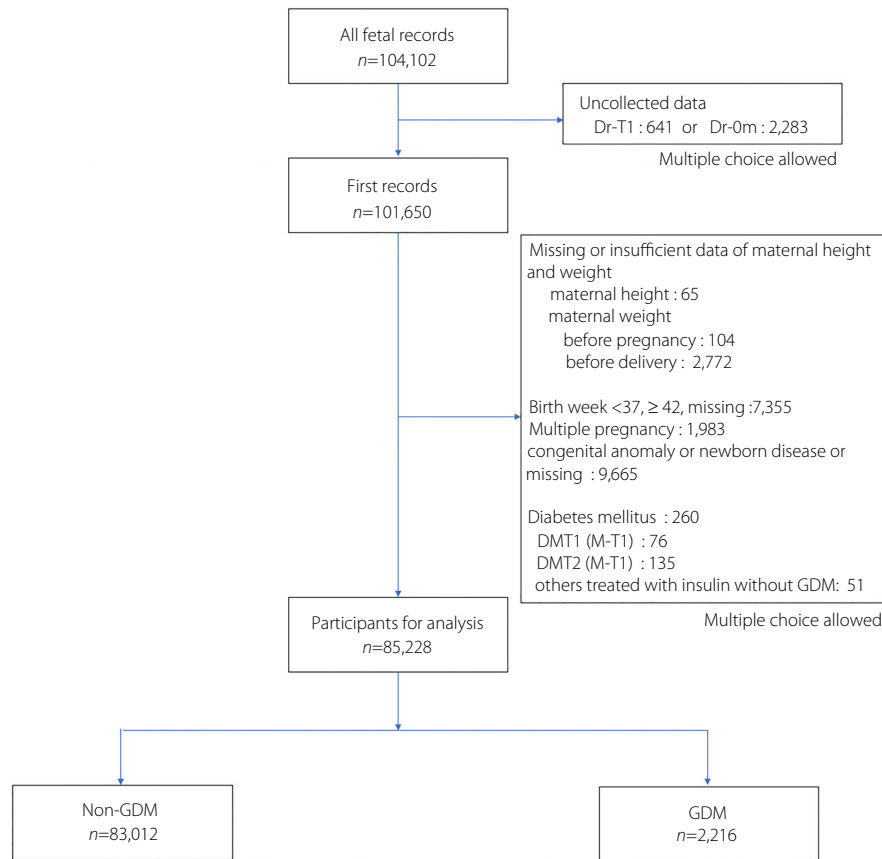 All fetal records
n=104,102
Uncollected data
Dr-T1 : 641 or Dr-0m : 2,283
Multiple choice allowed
First records
n=101,650
Missing or insufficient data of maternal height
and weight
maternal height : 65
maternal weight
before pregnancy : 104
before delivery : 2,772
Birth week <37, ≥ 42, missing :7,355
Multiple pregnancy : 1,983
congenital anomaly or newborn disease or
missing : 9,665
Diabetes mellitus : 260
DMT1 (M-T1) : 76
DMT2 (M-T1) : 135
others treated with insulin without GDM: 51
Multiple choice allowed
Participants for analysis
n=85,228
Non-GDM
n=83,012
GDM
n=2,216